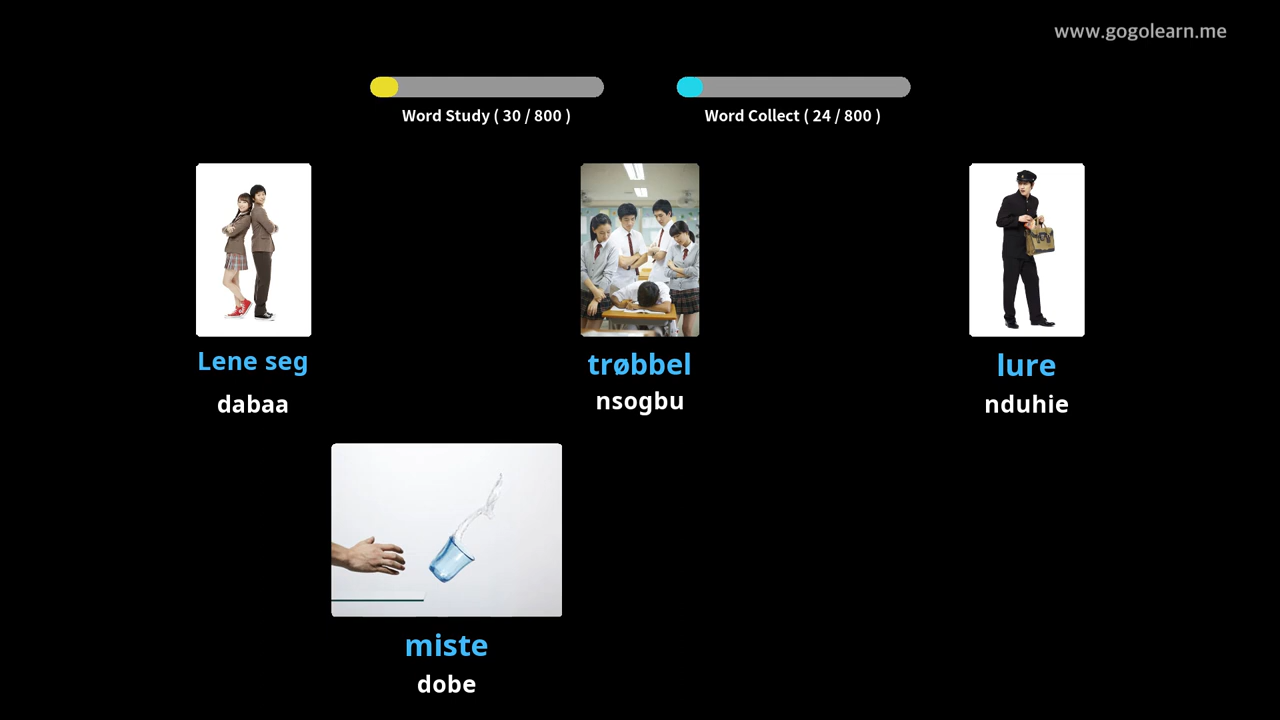 www.gogolearn.me
Word Study ( 30 / 800 )
Word Collect ( 24 / 800 )
Lene seg
dabaa
trøbbel
nsogbu
lure
nduhie
miste
dobe